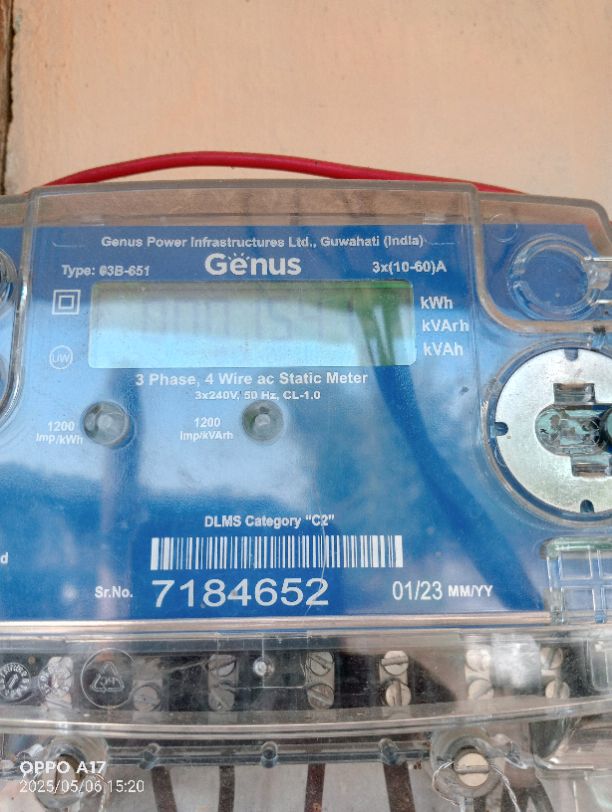 Genus Power Infrastructures Ltd., Guwahati (India)
Type: 63B-651
Genus
3x(10-60)A
kWh
kVArh
kVAh
U/W
3 Phase, 4 Wire ac Static Meter
3x240V, 50 Hz, CL-1.0
1200
Imp/kWh
1200
Imp/kVArh
DLMS Category "C2"
d
Sr.No. 7184652 01/23 MM/YY
OPPO A17
2025/05/06 15:20